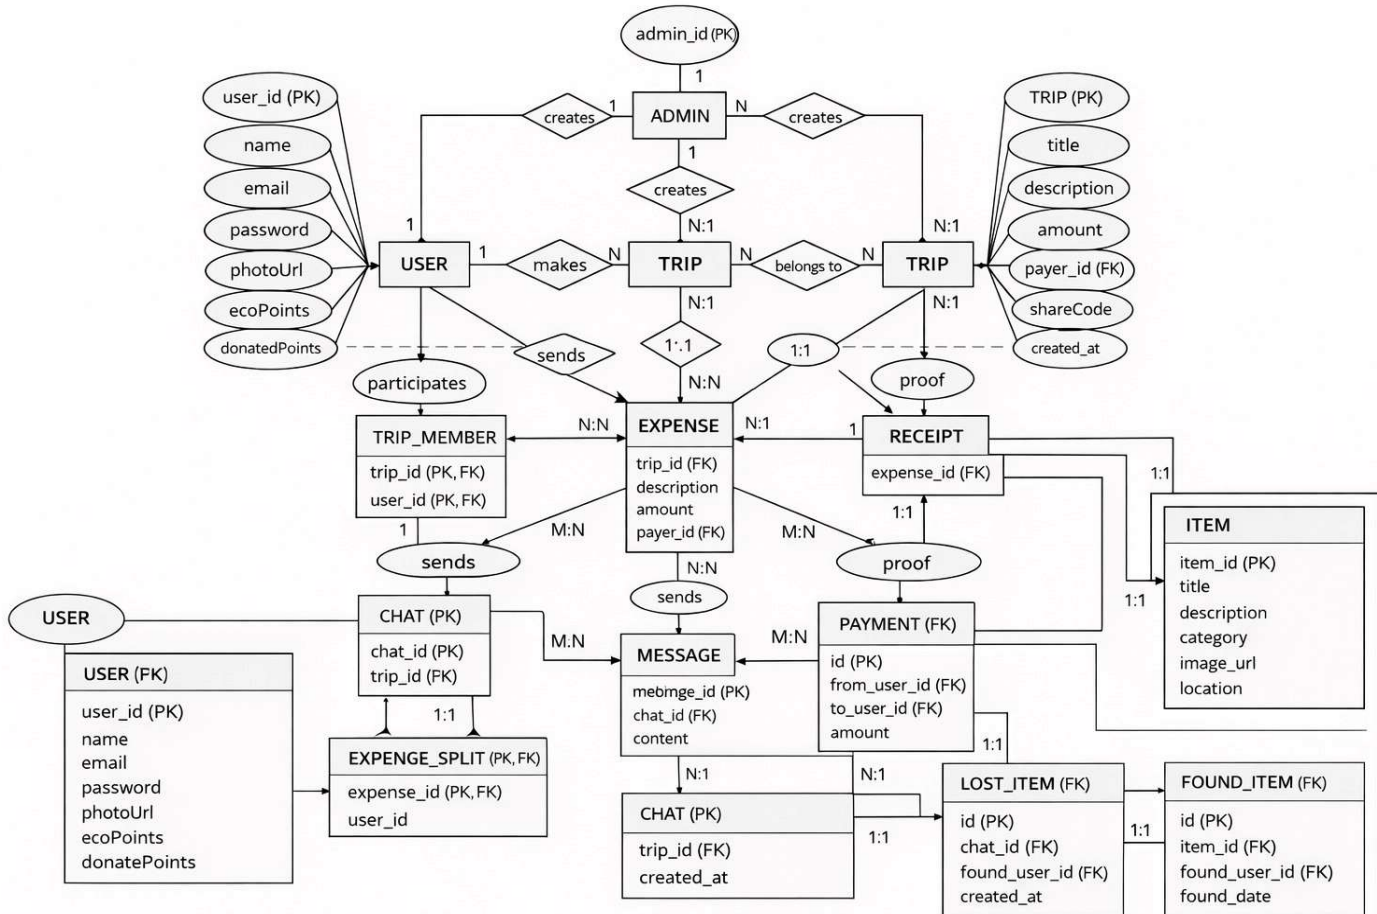 admin_id (PK)
1
user_id (PK)
creates
1
ADMIN
N
creates
TRIP (PK)
name
1
title
email
creates
description
password
1
N:1
N:1
amount
USER
1
makes
N
TRIP
N
belongs to
N
TRIP
photoUrl
payer_id (FK)
ecoPoints
N:1
N:1
shareCode
donatedPoints
sends
1:.1
1:1
created_at
participates
N:N
proof
TRIP_MEMBER
N:N
EXPENSE
N:1
1
RECEIPT
trip_id (PK, FK)
user_id (PK, FK)
trip_id (FK)
description
amount
payer_id (FK)
expense_id (FK)
1:1
1
M:N
M:N
1:1
ITEM
item_id (PK)
title
description
category
image_url
location
sends
N:N
proof
1:1
USER
CHAT (PK)
chat_id (PK)
trip_id (FK)
sends
M:N
MESSAGE
mebmge_id (PK)
chat_id (FK)
content
M:N
PAYMENT (FK)
id (PK)
from_user_id (FK)
to_user_id (FK)
amount
USER (FK)
user_id (PK)
name
email
password
photoUrl
ecoPoints
donatePoints
1:1
EXPENGE_SPLIT (PK, FK)
expense_id (PK, FK)
user_id
N:1
N:1
1:1
CHAT (PK)
trip_id (FK)
created_at
1:1
LOST_ITEM (FK)
id (PK)
chat_id (FK)
found_user_id (FK)
created_at
1:1
FOUND_ITEM (FK)
id (PK)
item_id (FK)
found_user_id (FK)
found_date